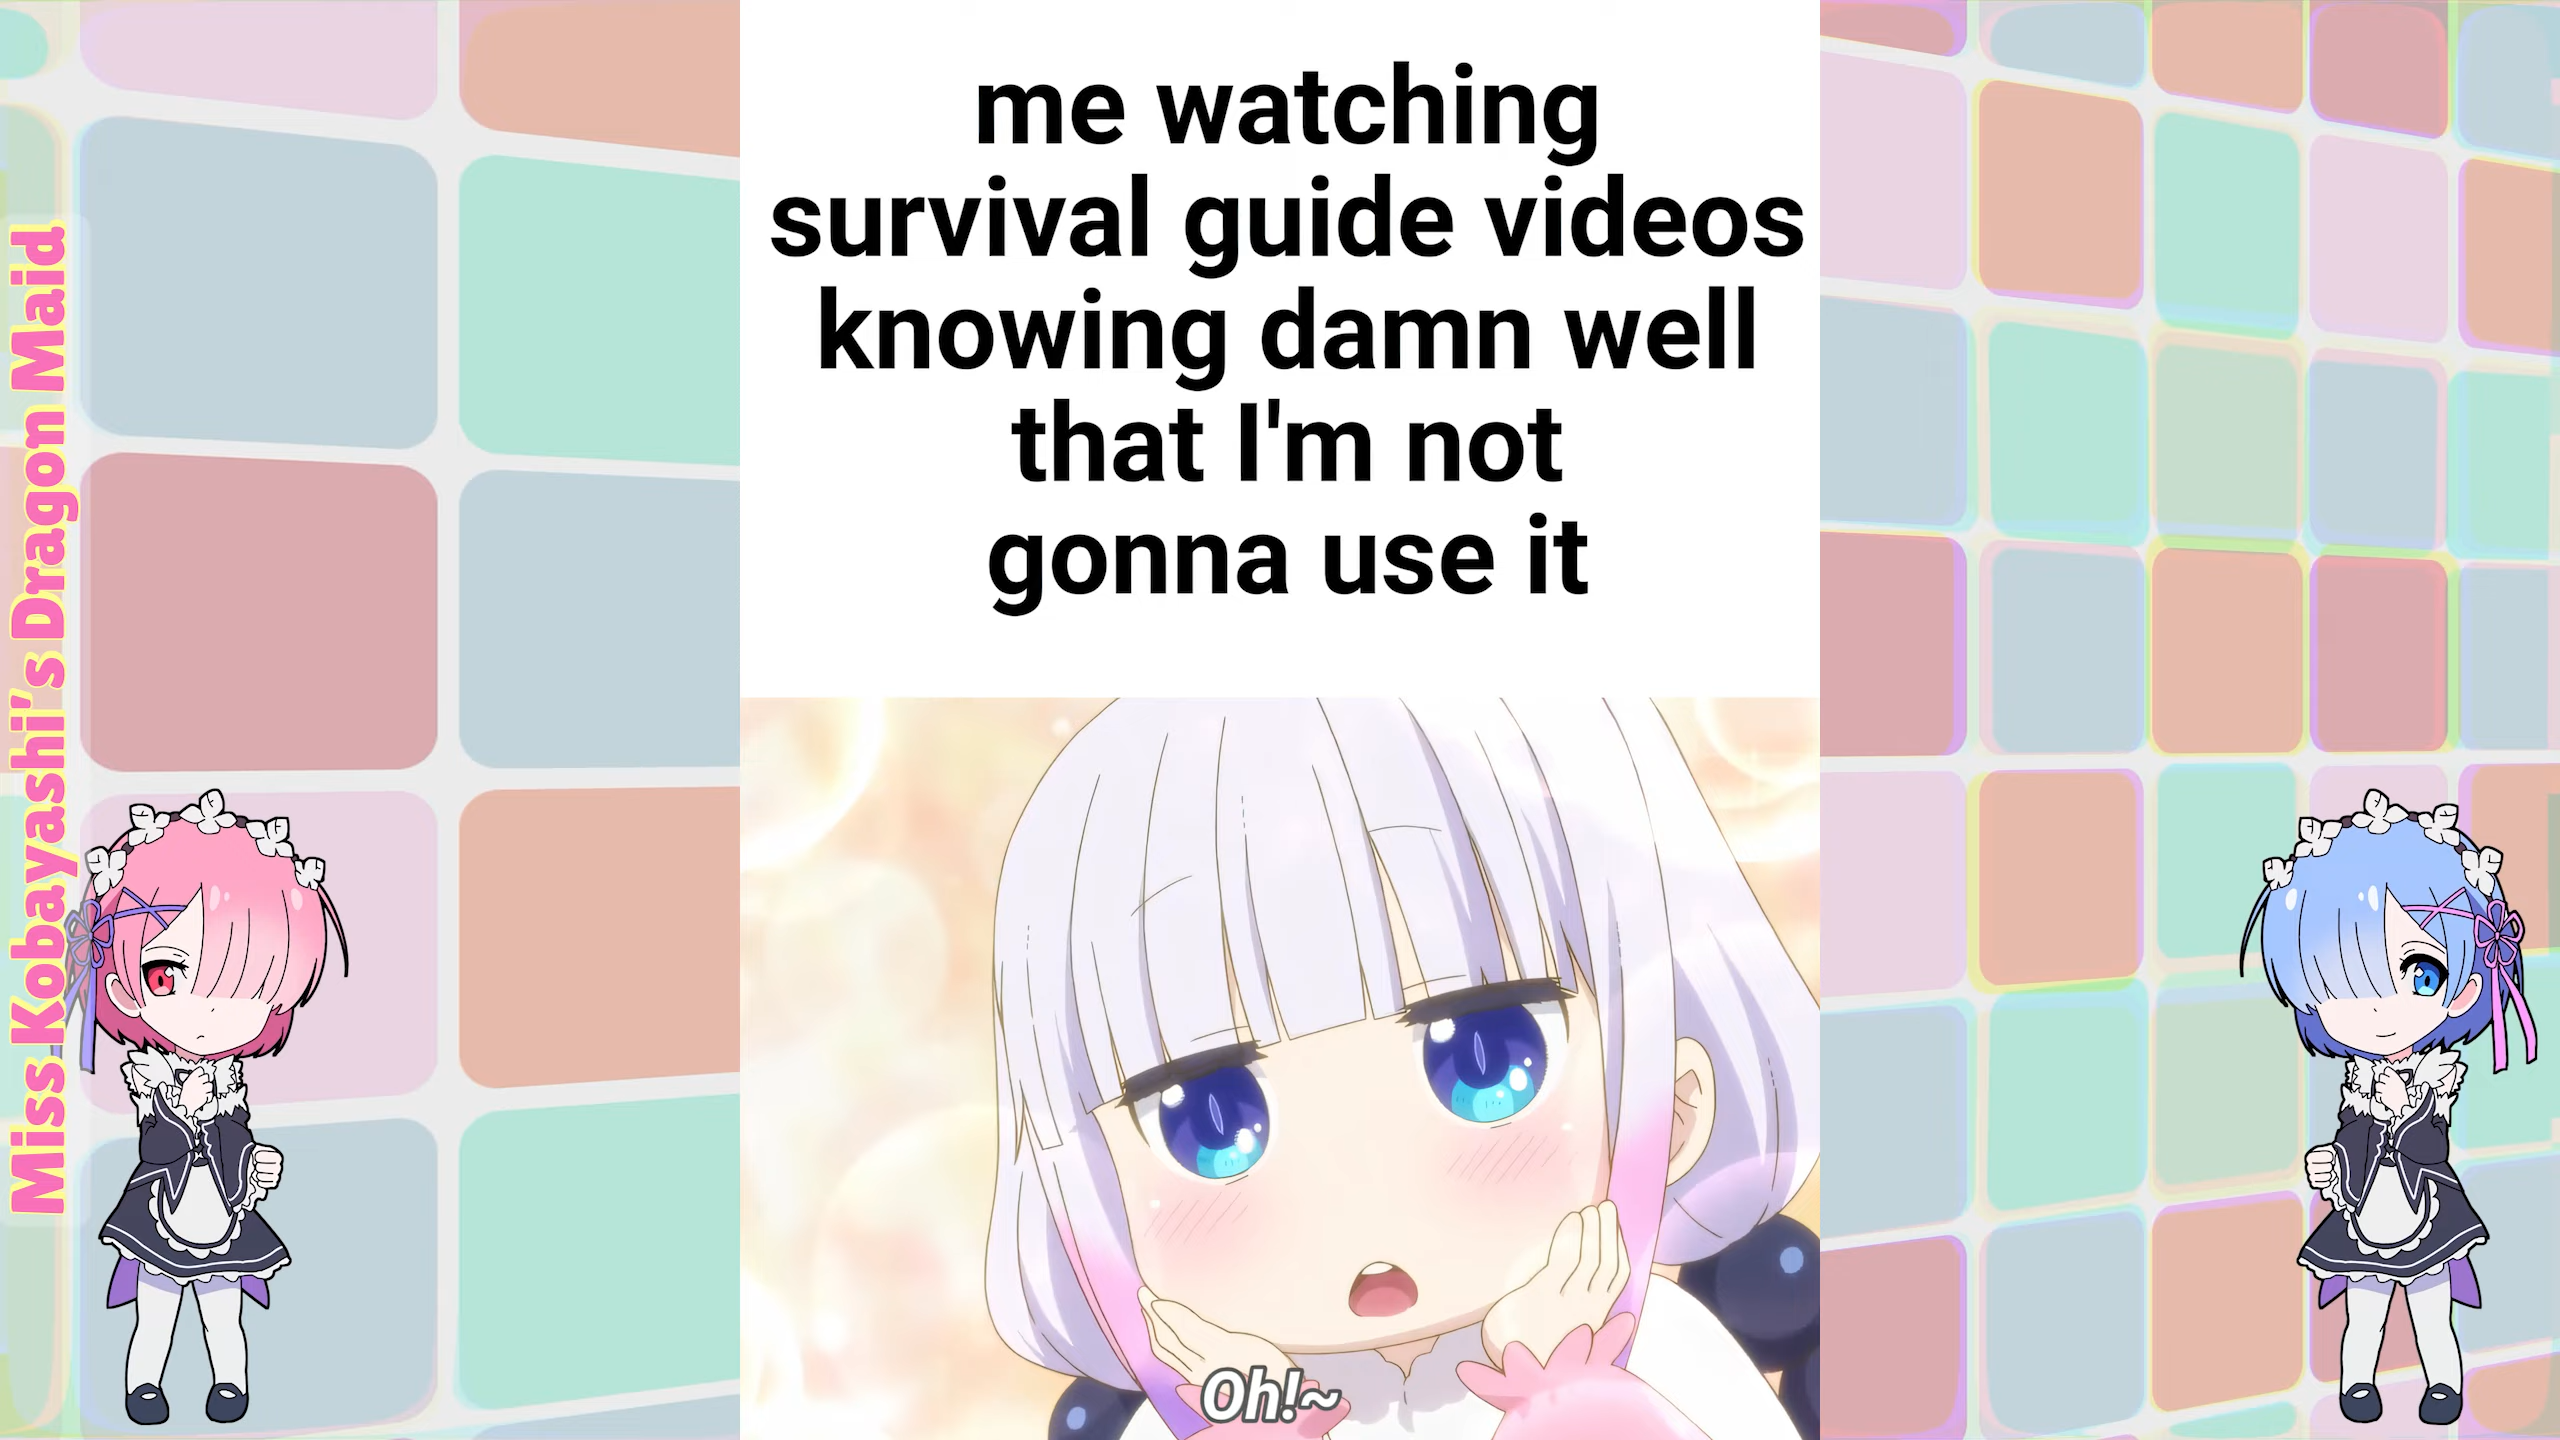 me watching
survival guide videos
knowing damn well
that I'm not
gonna use it
Oh!~
Miss Kobayashi's Dragon Maid